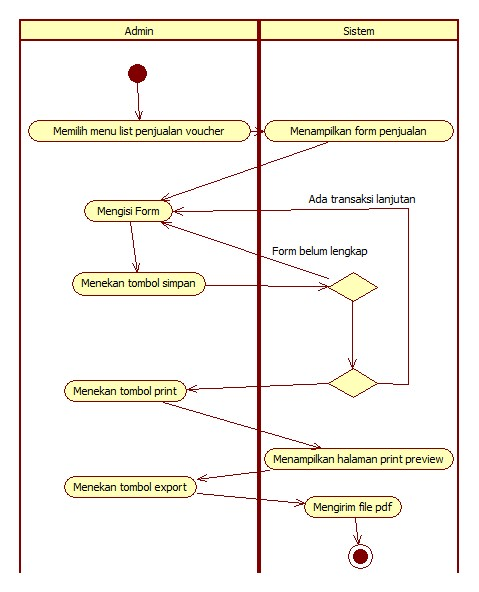 Admin
Sistem
Memilih menu list penjualan voucher
Menampilkan form penjualan
Ada transaksi lanjutan
Mengisi Form
Form belum lengkap
Menekan tombol simpan
Menekan tombol print
Menampilkan halaman print preview
Menekan tombol export
Mengirim file pdf